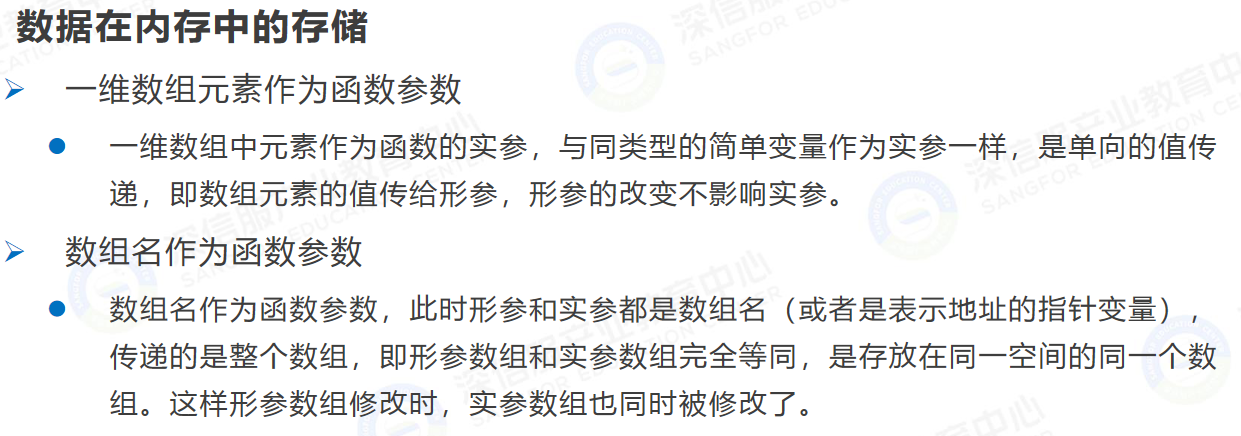 数据在内存中的存储
一维数组元素作为函数参数
一维数组中元素作为函数的实参，与同类型的简单变量作为实参一样，是单向的值传
递，即数组元素的值传给形参，形参的改变不影响实参。
数组名作为函数参数
数组名作为函数参数，此时形参和实参都是数组名（或者是表示地址的指针变量），
传递的是整个数组，即形参数组和实参数组完全等同，是存放在同一空间的同一个数
组。这样形参数组修改时，实参数组也同时被修改了。